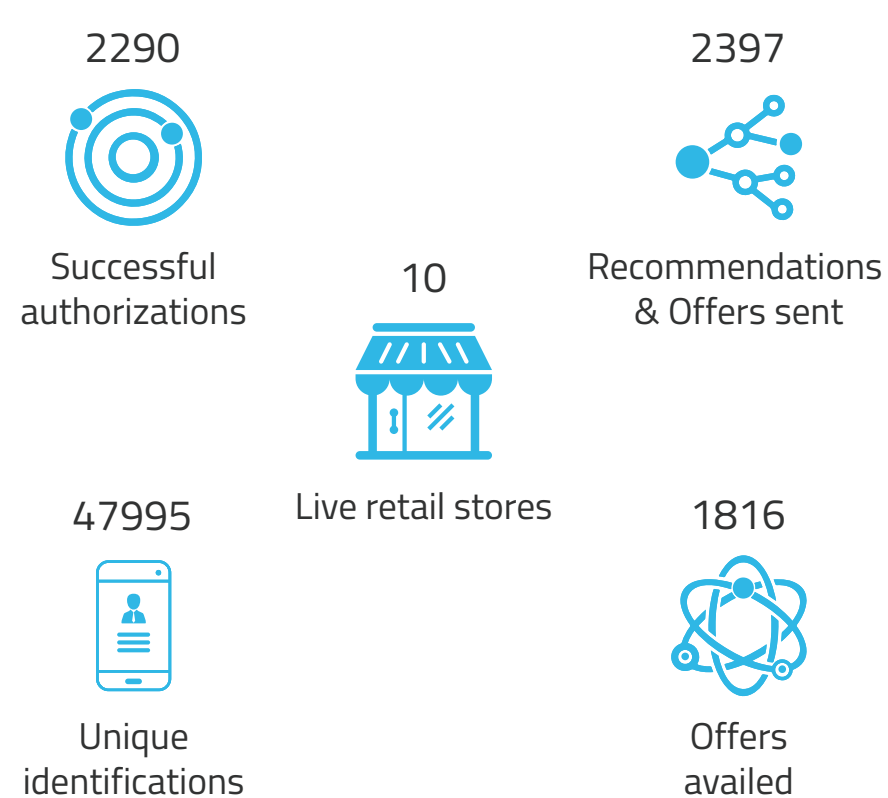 2290
Successful
authorizations
2397
Recommendations
& Offers sent
10
Live retail stores
47995
Unique
identifications
1816
Offers
availed